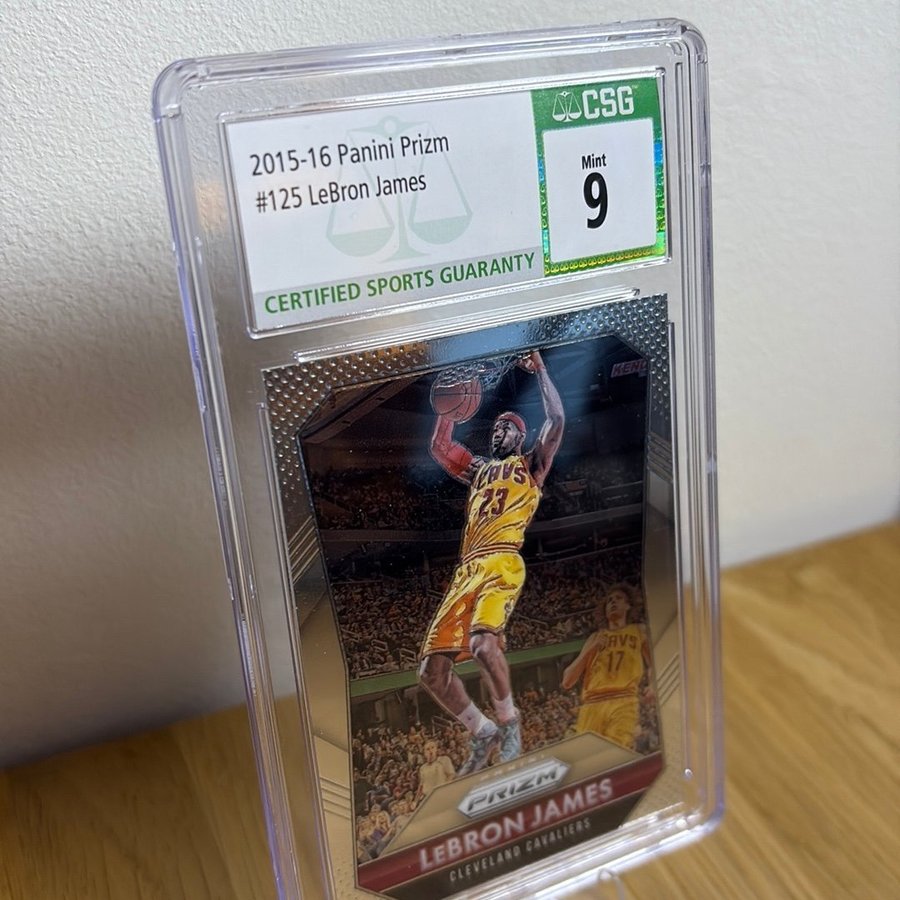 2015-16 Panini Prizm
#125 LeBron James
CERTIFIED SPORTS GUARANTY
CSG™
Mint
9
CAVS
23
CAVS
17
PRIZM
LEBRON JAMES
CLEVELAND CAVALIERS